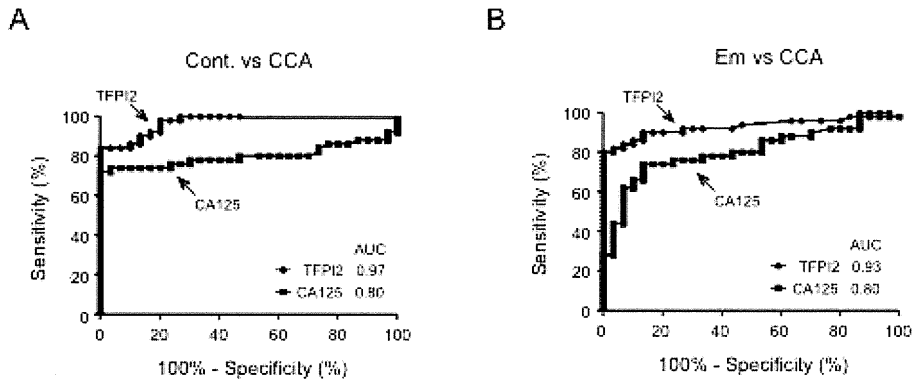 A
Cont. vs CCA
TFPI2
CA125
AUC
TFPI2 0.97
CA125 0.80
100
80
60
40
20
0
Sensitivity (%)
0 20 40 60 80 100
100% - Specificity (%)
B
Em vs CCA
TFPI2
CA125
AUC
TFPI2 0.93
CA125 0.80
100
80
60
40
20
0
Sensitivity (%)
0 20 40 60 80 100
100% - Specificity (%)